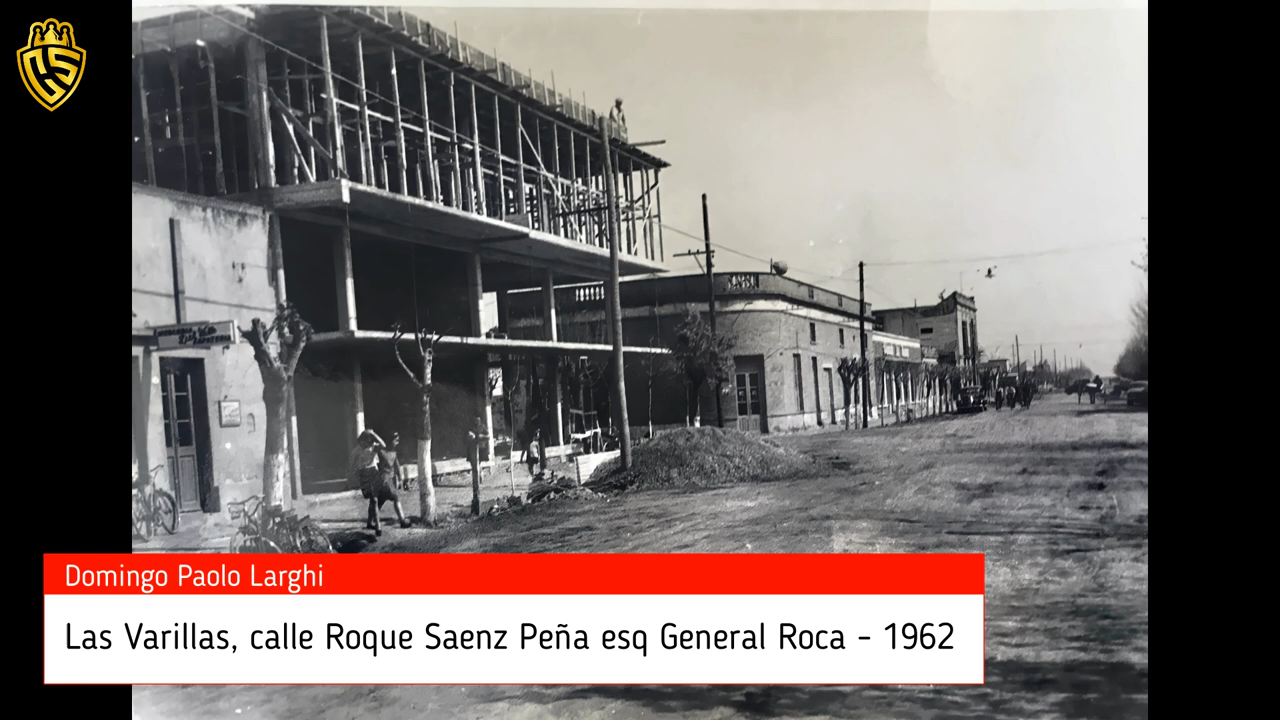 Domingo Paolo Larghi
Las Varillas, calle Roque Saenz Peña esq General Roca - 1962